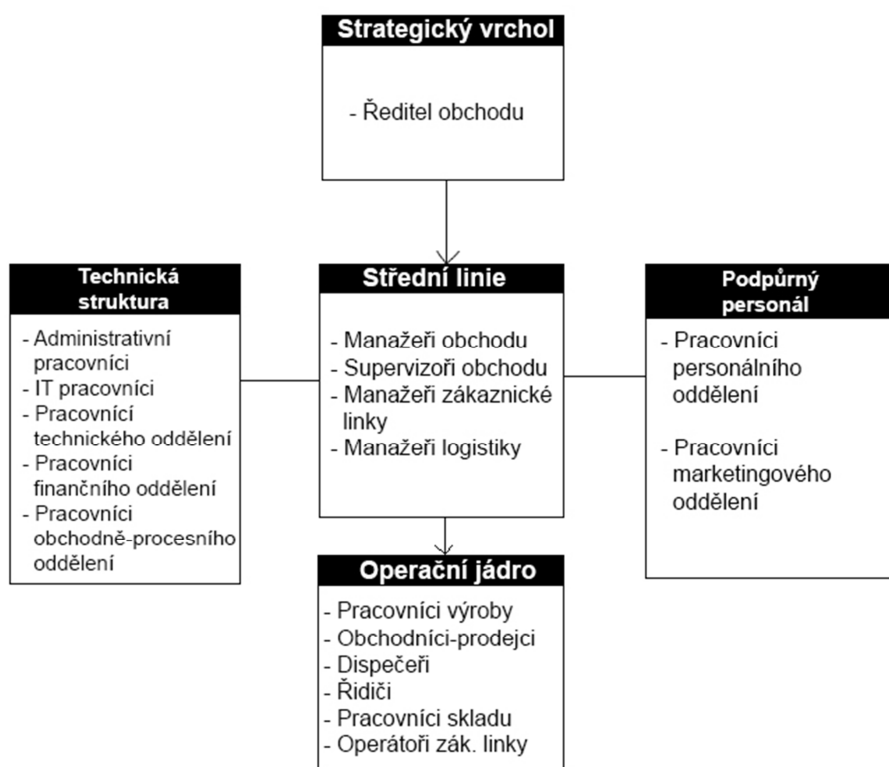 Strategický vrchol
- Ředitel obchodu
Technická
struktura
- Administrativní
pracovníci
- IT pracovníci
- Pracovnící
technického oddělení
- Pracovníci
finančního oddělení
- Pracovníci
obchodně-procesního
oddělení
Střední linie
- Manažeři obchodu
- Supervizoři obchodu
- Manažeři zákaznické
linky
- Manažeři logistiky
Podpůrný
personál
- Pracovníci
personálního
oddělení
- Pracovníci
marketingového
oddělení
Operační jádro
- Pracovníci výroby
- Obchodníci-prodejci
- Dispečeři
- Řidiči
- Pracovníci skladu
- Operátoři zák. linky